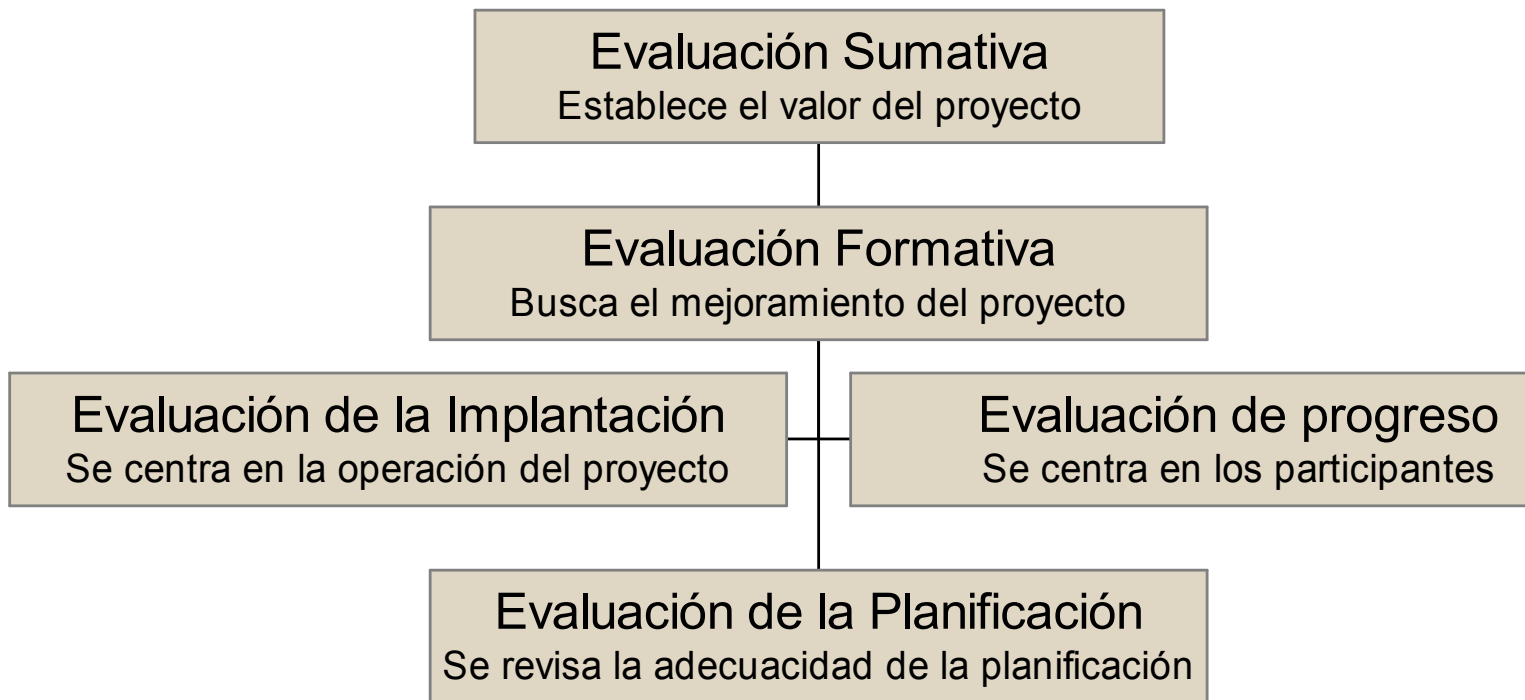 Evaluación Sumativa
Establece el valor del proyecto
Evaluación Formativa
Busca el mejoramiento del proyecto
Evaluación de la Implantación
Se centra en la operación del proyecto
Evaluación de progreso
Se centra en los participantes
Evaluación de la Planificación
Se revisa la adecuacidad de la planificación